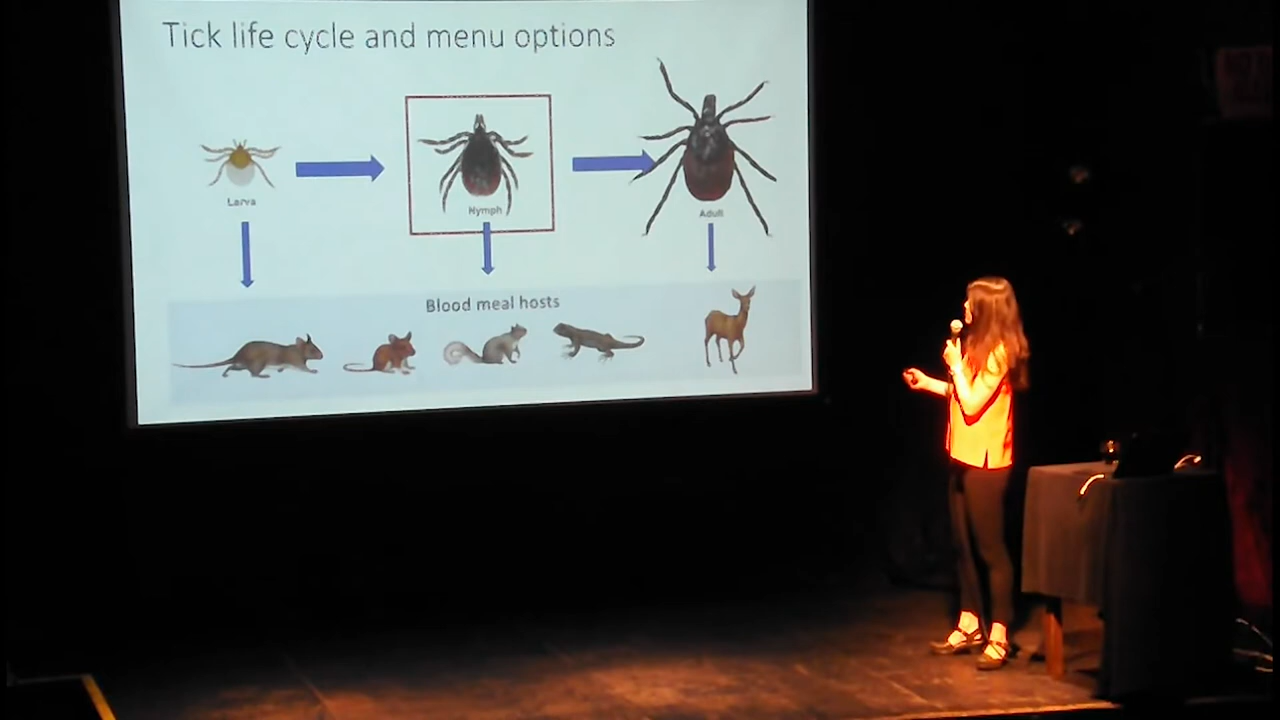 Tick life cycle and menu options
Larva
Nymph
Adult
Blood meal hosts